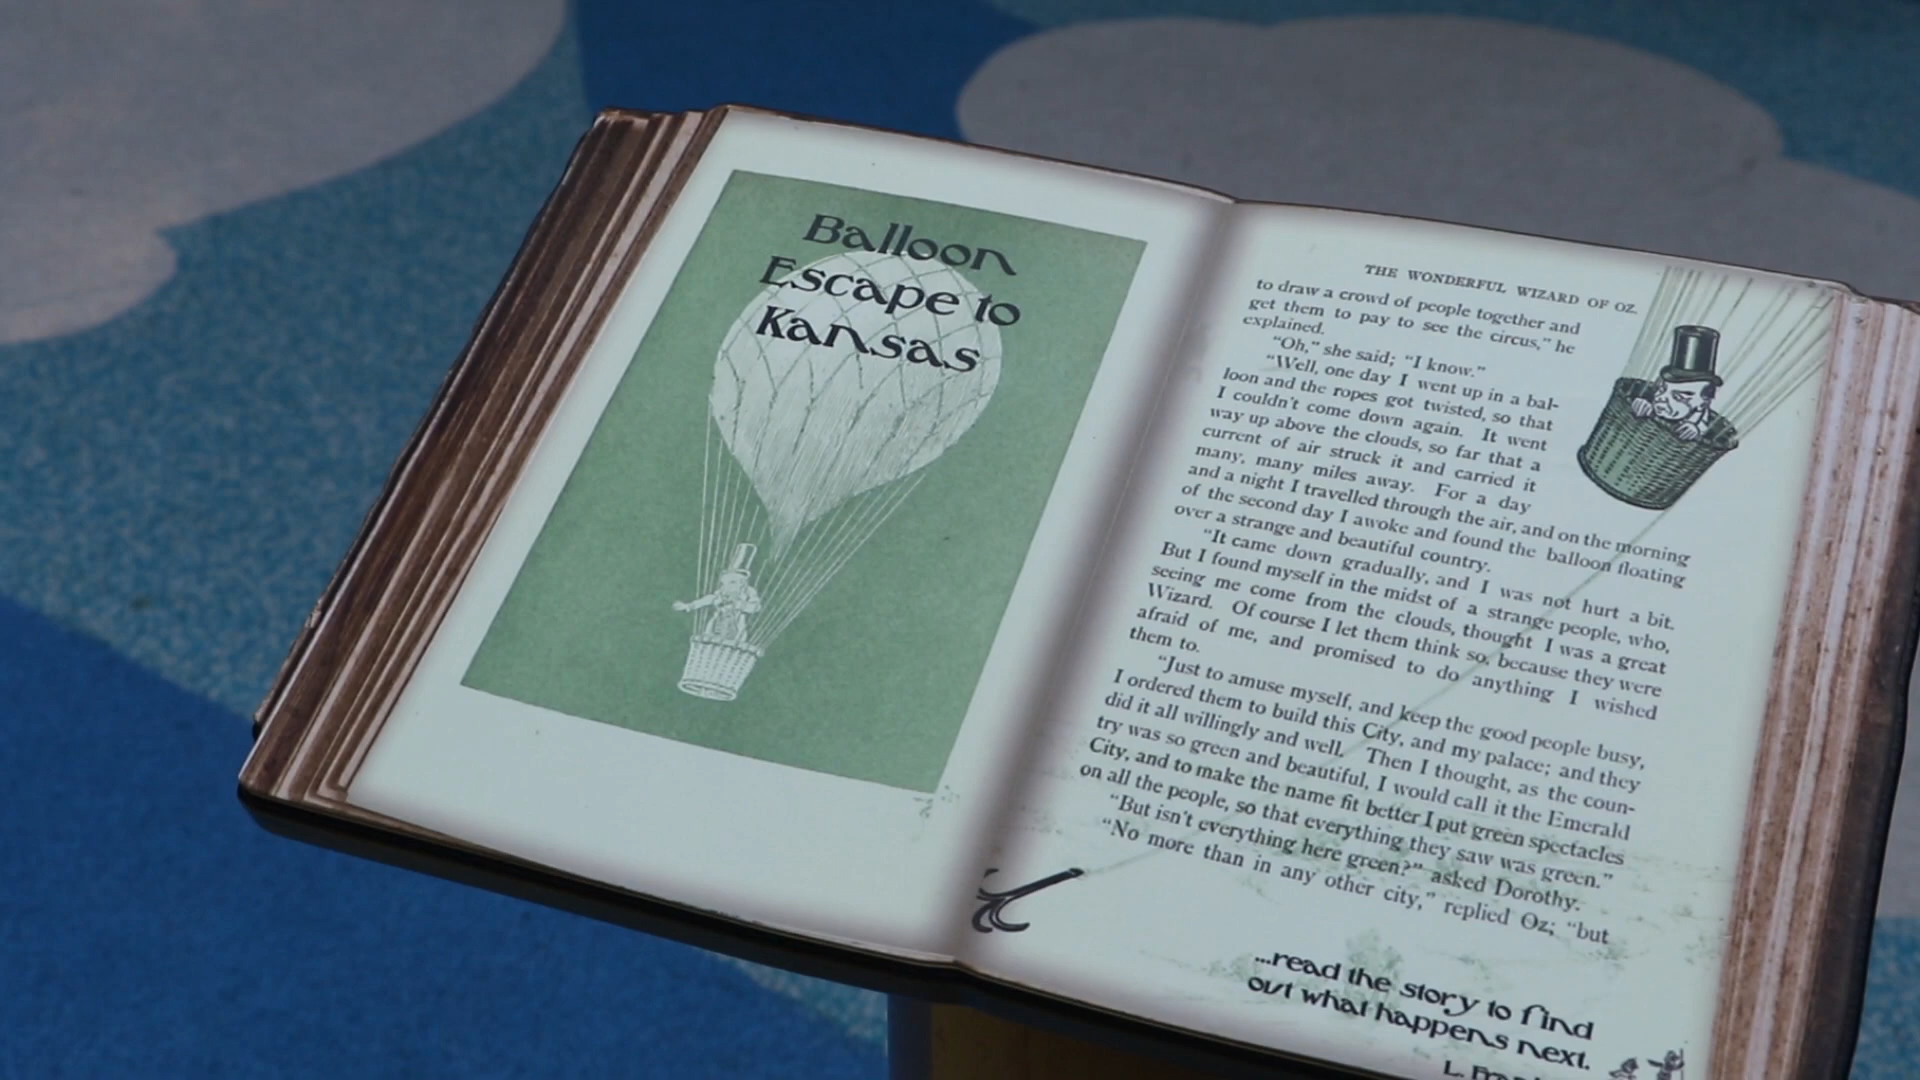 Balloon
Escape to
Kansas
THE WONDERFUL WIZARD OF OZ.
to draw a crowd of people together and
get them to pay to see the circus,” he
explained.
“Oh,” she said; “I know.”
“Well, one day I went up in a bal-
loon and the ropes got twisted, so that
I couldn’t come down again. It went
way up above the clouds, so far that a
current of air struck it and carried it
many, many miles away. For a day
and a night I travelled through the air, and on the morning
of the second day I awoke and found the balloon floating
over a strange and beautiful country.
“It came down gradually, and I was not hurt a bit.
But I found myself in the midst of a strange people, who,
seeing me come from the clouds, thought I was a great
Wizard. Of course I let them think so, because they were
afraid of me, and promised to do anything I wished
them to.
“Just to amuse myself, and keep the good people busy,
I ordered them to build this City, and my palace; and they
did it all willingly and well. Then I thought, as the coun-
try was so green and beautiful, I would call it the Emerald
City, and to make the name fit better I put green spectacles
on all the people, so that everything they saw was green.”
“But isn’t everything here green?” asked Dorothy.
“No more than in any other city,” replied Oz; “but
...read the story to find
out what happens next.
L.